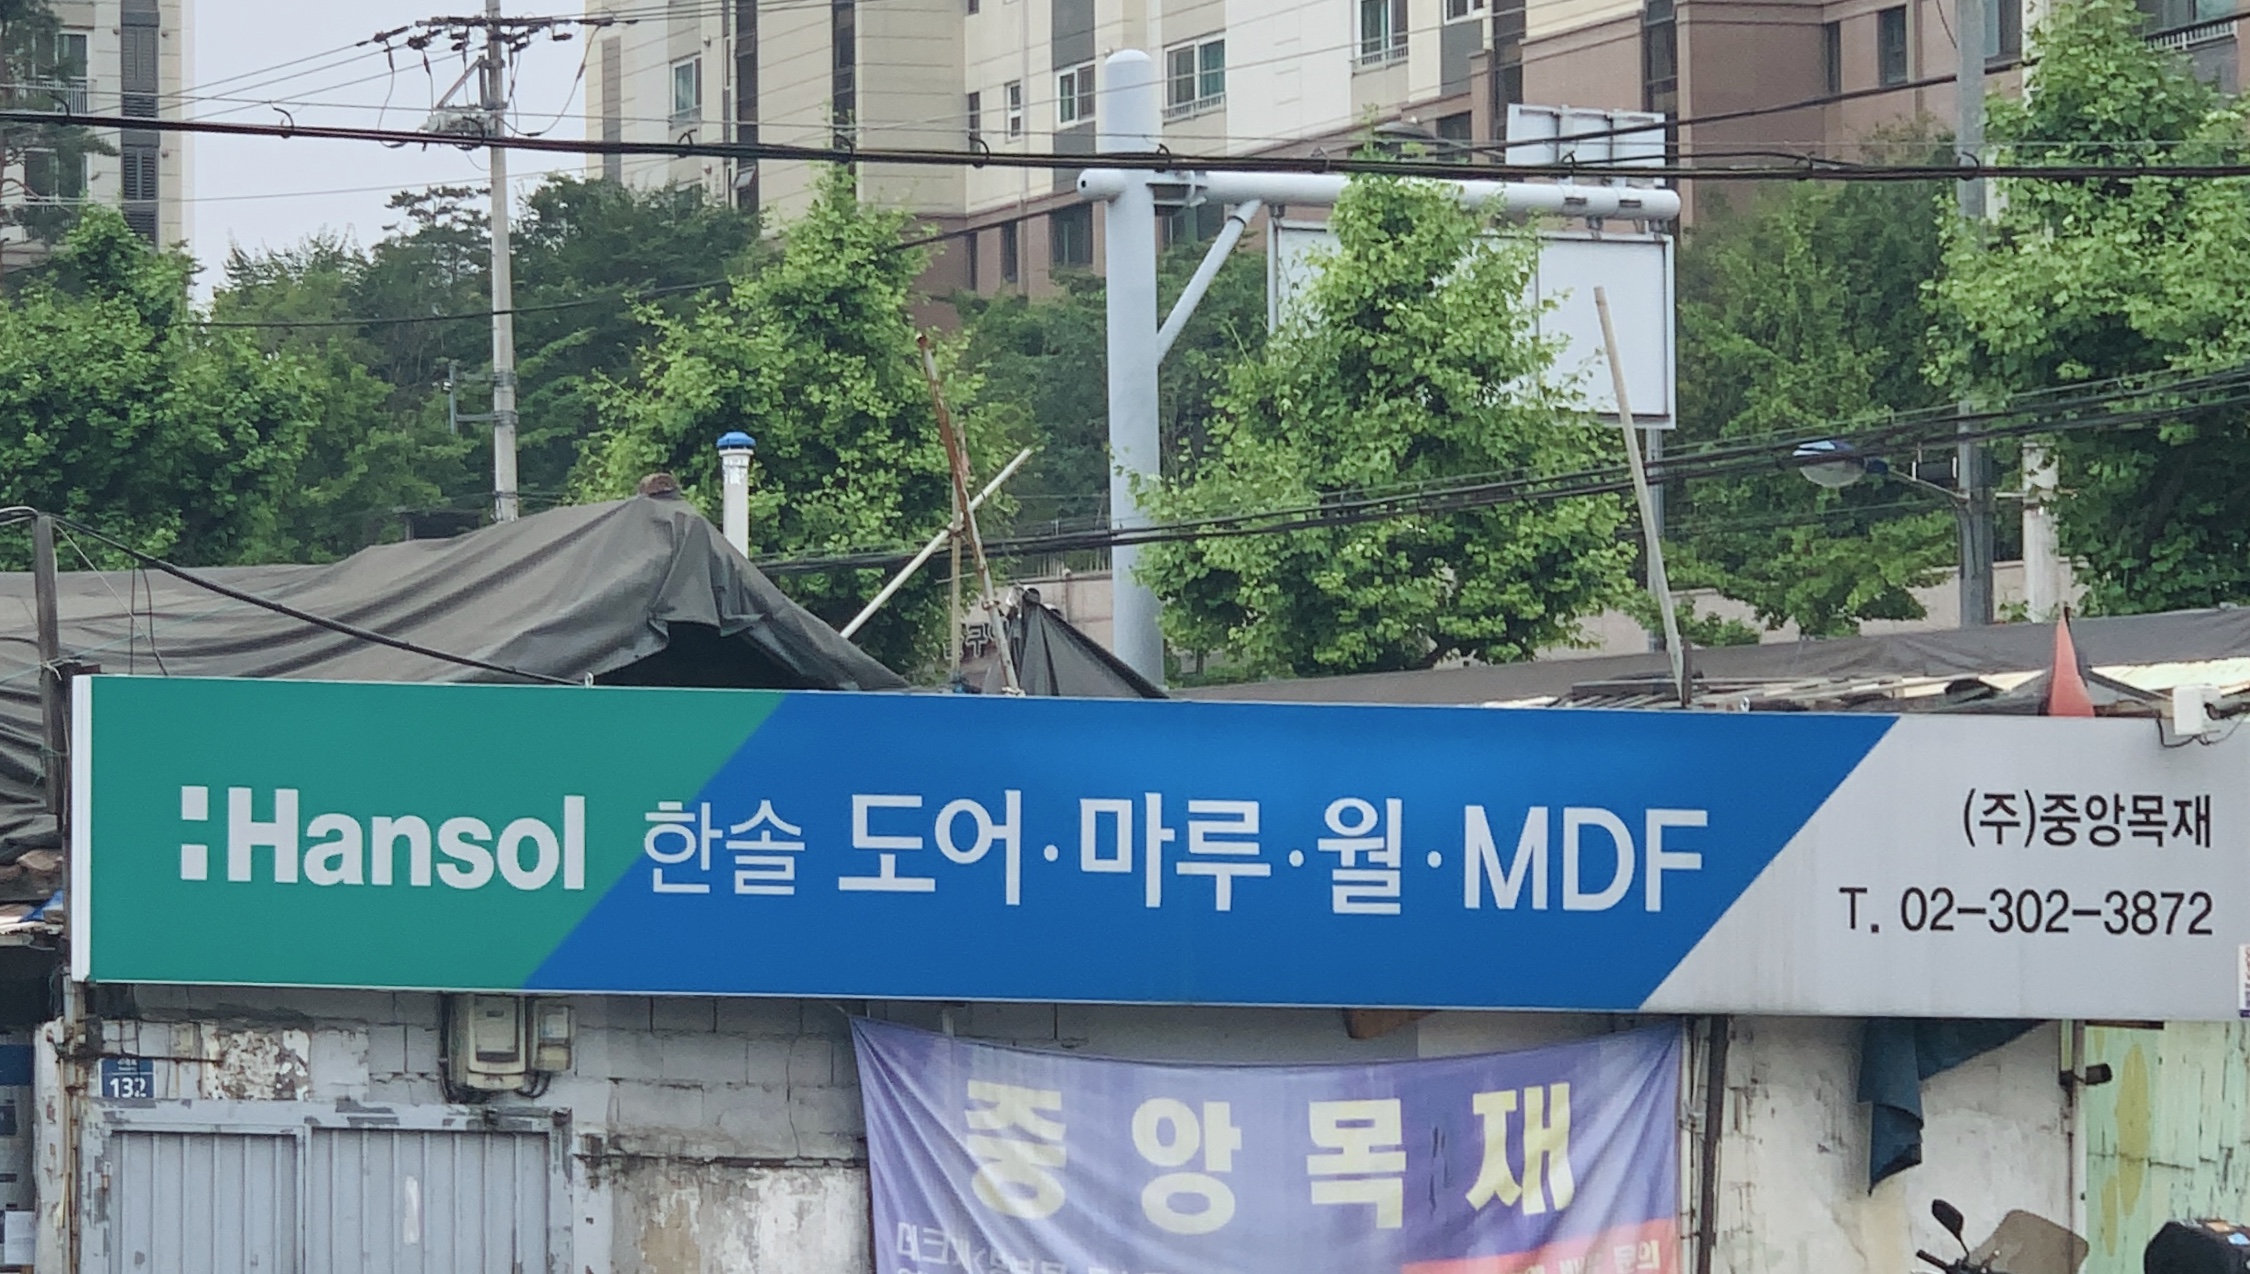 Hansol 한솔 도어·마루·월·MDF
(주)중앙목재
T. 02-302-3872
132
중앙목재